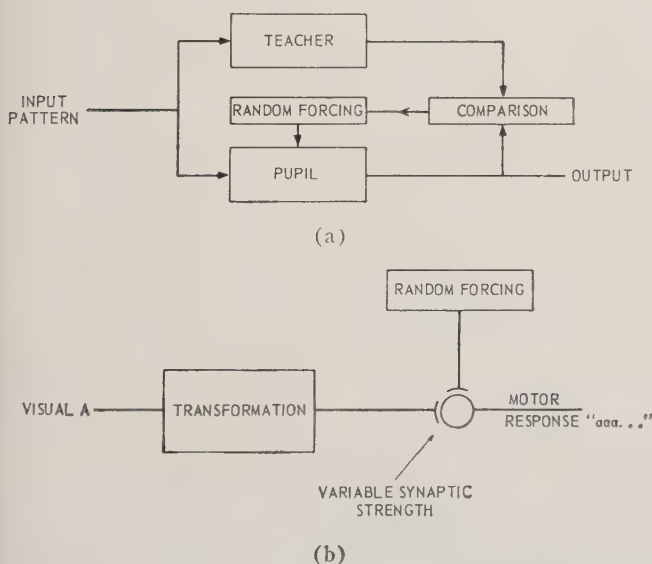 TEACHER
INPUT
PATTERN
RANDOM FORCING
COMPARISON
PUPIL
OUTPUT
(a)
RANDOM FORCING
VISUAL A
TRANSFORMATION
MOTOR
RESPONSE "aaa..."
VARIABLE SYNAPTIC
STRENGTH
(b)